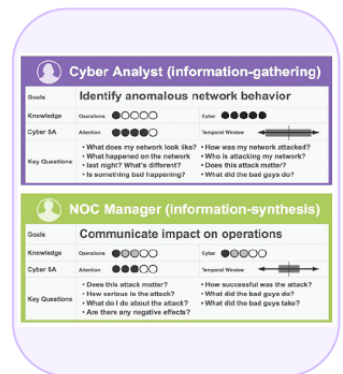 Cyber Analyst (information-gathering)
Goals Identify anomalous network behavior
Knowledge Operations Cyber
Cyber SA Attention Temporal Window
Key Questions
• What does my network look like?
• What happened on the network
last night? What's different?
• Is something bad happening?
• How was my network attacked?
• Who is attacking my network?
• Does this attack matter?
• What did the bad guys do?
NOC Manager (information-synthesis)
Goals Communicate impact on operations
Knowledge Operations Cyber
Cyber SA Attention Temporal Window
Key Questions
• Does this attack matter?
• How serious is the attack?
• What do I do about the attack?
• Are there any negative effects?
• How successful was the attack?
• What did the bad guys do?
• What did the bad guys take?